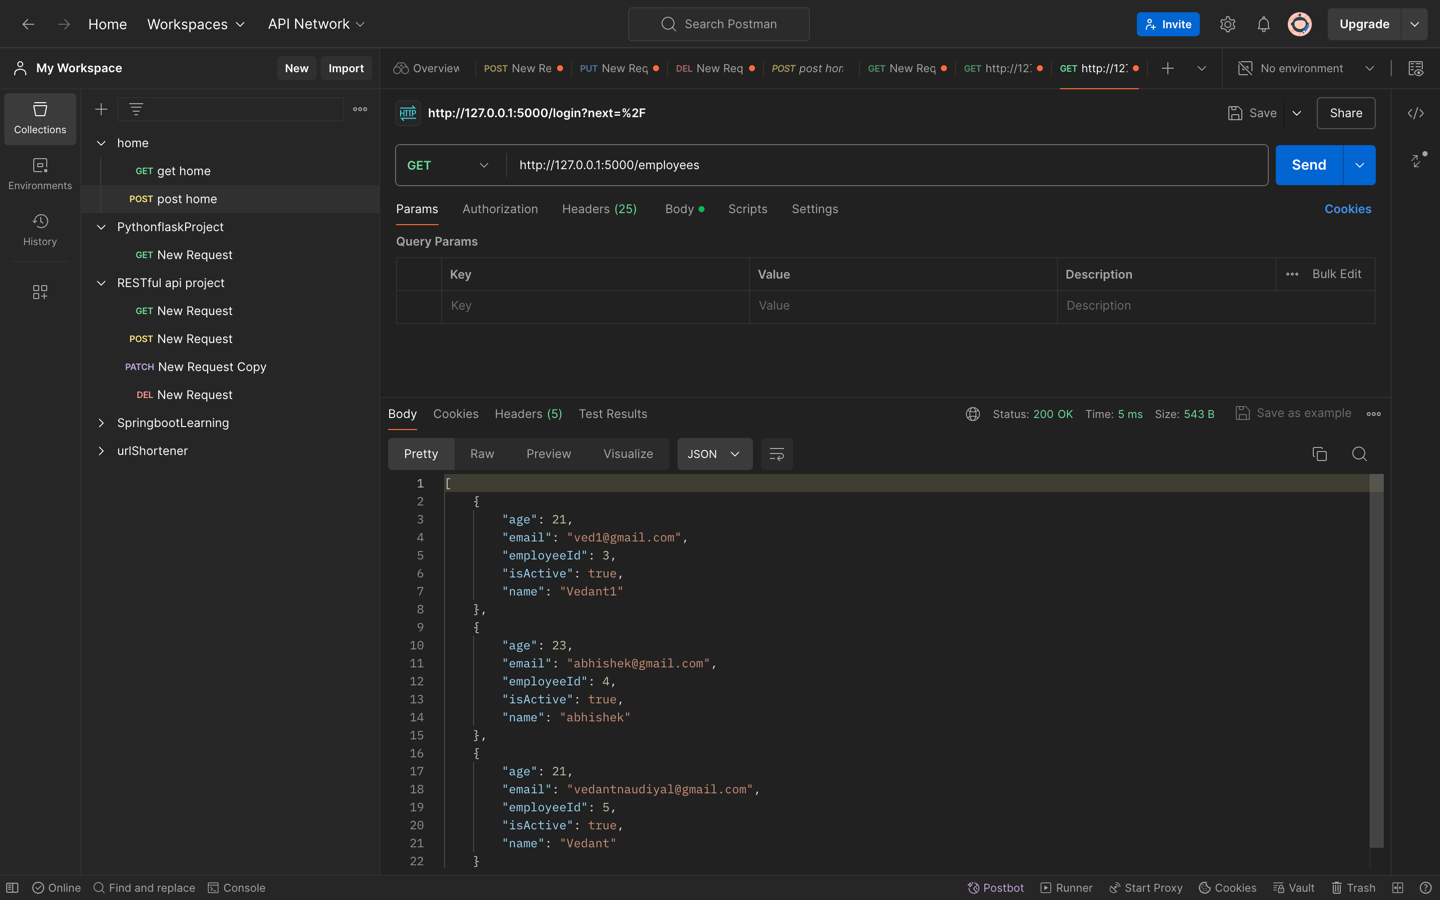 Home Workspaces API Network Search Postman Invite Upgrade
My Workspace New Import Overview POST New Re PUT New Req DEL New Req POST post hor GET New Req GET http://127 GET http://127 No environment
Collections
Environments
History
home
GET get home
POST post home
PythonflaskProject
GET New Request
RESTful api project
GET New Request
POST New Request
PATCH New Request Copy
DEL New Request
SpringbootLearning
urlShortener
HTTP http://127.0.0.1:5000/login?next=%2F Save Share
GET http://127.0.0.1:5000/employees Send
Params Authorization Headers (25) Body Scripts Settings Cookies
Query Params
Key Value Description Bulk Edit
Key Value Description
Body Cookies Headers (5) Test Results Status: 200 OK Time: 5 ms Size: 543 B Save as example
Pretty Raw Preview Visualize JSON
1 [
2 {
3 "age": 21,
4 "email": "ved1@gmail.com",
5 "employeeId": 3,
6 "isActive": true,
7 "name": "Vedant1"
8 },
9 {
10 "age": 23,
11 "email": "abhishek@gmail.com",
12 "employeeId": 4,
13 "isActive": true,
14 "name": "abhishek"
15 },
16 {
17 "age": 21,
18 "email": "vedantnaudiyal@gmail.com",
19 "employeeId": 5,
20 "isActive": true,
21 "name": "Vedant"
22 }
Online Find and replace Console Postbot Runner Start Proxy Cookies Vault Trash